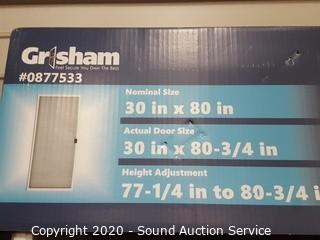 Grisham
Feel Secure You Own The Best
#0877533
Nominal Size
30 in x 80 in
Actual Door Size
30 in x 80-3/4 in
Height Adjustment
77-1/4 in to 80-3/4 i
Copyright 2020 - Sound Auction Service